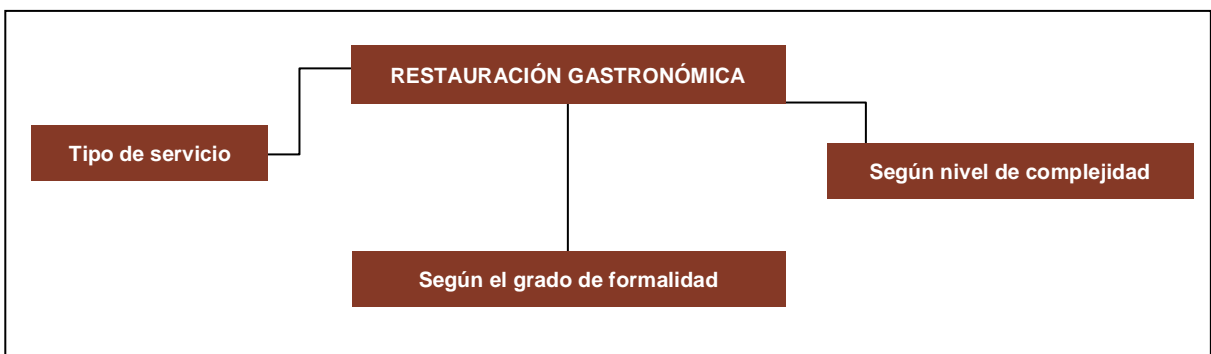 RESTAURACIÓN GASTRONÓMICA
Tipo de servicio
Según nivel de complejidad
Según el grado de formalidad